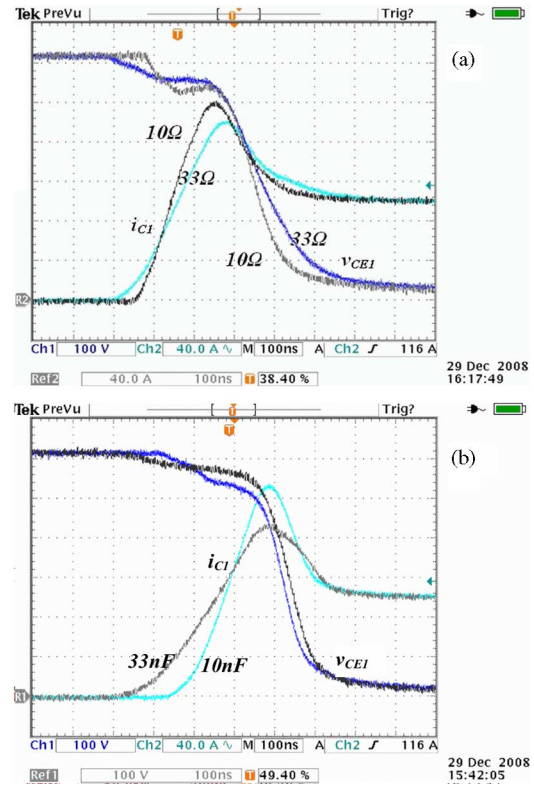 Tek PreVu Trig?
(a)
10Ω
33Ω
iC1
33Ω
10Ω
vCE1
R2
Ch1 100 V Ch2 40.0 A M 100ns A Ch2 116 A
Ref2 40.0 A 100ns 38.40 %
29 Dec 2008
16:17:49
Tek PreVu Trig?
(b)
iC1
33nF 10nF
vCE1
R1
Ch1 100 V Ch2 40.0 A M 100ns A Ch2 116 A
Ref1 100 V 100ns 49.40 %
29 Dec 2008
15:42:05